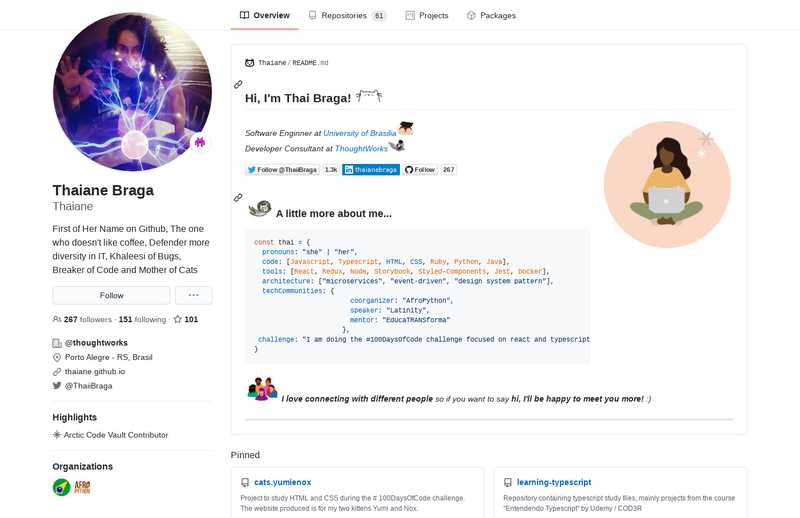 Overview
Repositories 61
Projects
Packages
Thaiane Braga
Thaiane
First of Her Name on Github, The one
who doesn't like coffee, Defender more
diversity in IT, Khaleesi of Bugs,
Breaker of Code and Mother of Cats
Follow
...
267 followers · 151 following · 101
@thoughtworks
Porto Alegre - RS, Brasil
thaiane.github.io
@ThaiiBraga
Highlights
Arctic Code Vault Contributor
Organizations
AFRO
PYTHON
Thaiane / README.md
Hi, I'm Thai Braga!
Software Enginner at University of Brasilia
Developer Consultant at ThoughtWorks
Follow @ThaiiBraga 1.3k in thaianebraga Follow 267
A little more about me...
const thai = {
pronouns: "she" | "her",
code: [Javascript, Typescript, HTML, CSS, Ruby, Python, Java],
tools: [React, Redux, Node, Storybook, Styled-Components, Jest, Docker],
architecture: ["microservices", "event-driven", "design system pattern"],
techCommunities: {
coorganizer: "AfroPython",
speaker: "Latinity",
mentor: "EducaTRANSforma"
},
challenge: "I am doing the #100DaysOfCode challenge focused on react and typescript
}
I love connecting with different people so if you want to say hi, I'll be happy to meet you more! :)
Pinned
cats.yumienox
Project to study HTML and CSS during the # 100DaysOfCode challenge.
The website produced is for my two kittens Yumi and Nox.
learning-typescript
Repository containing typescript study files, mainly projects from the course
"Entendendo Typescript" by Udemy / COD3R